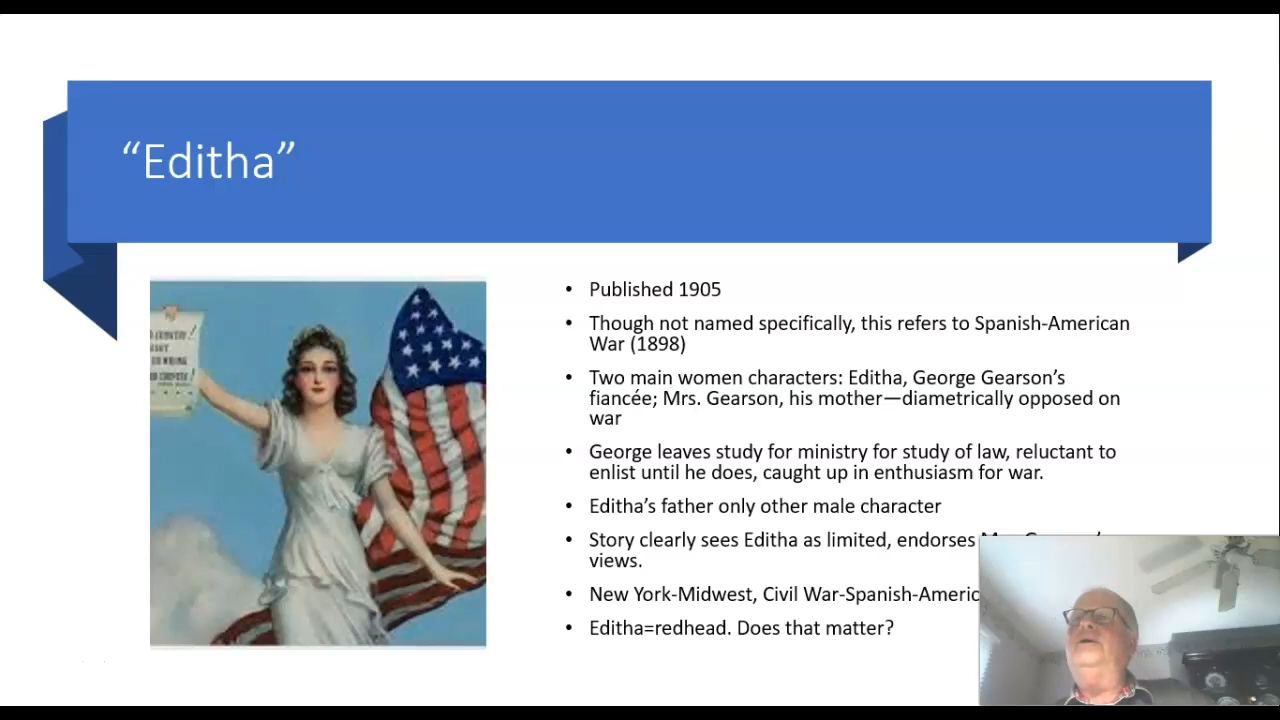 “Editha”
• Published 1905
• Though not named specifically, this refers to Spanish-American
War (1898)
• Two main women characters: Editha, George Gearson’s
fiancée; Mrs. Gearson, his mother—diametrically opposed on
war
• George leaves study for ministry for study of law, reluctant to
enlist until he does, caught up in enthusiasm for war.
• Editha’s father only other male character
• Story clearly sees Editha as limited, endorses
views.
• New York-Midwest, Civil War-Spanish-Americ
• Editha=redhead. Does that matter?